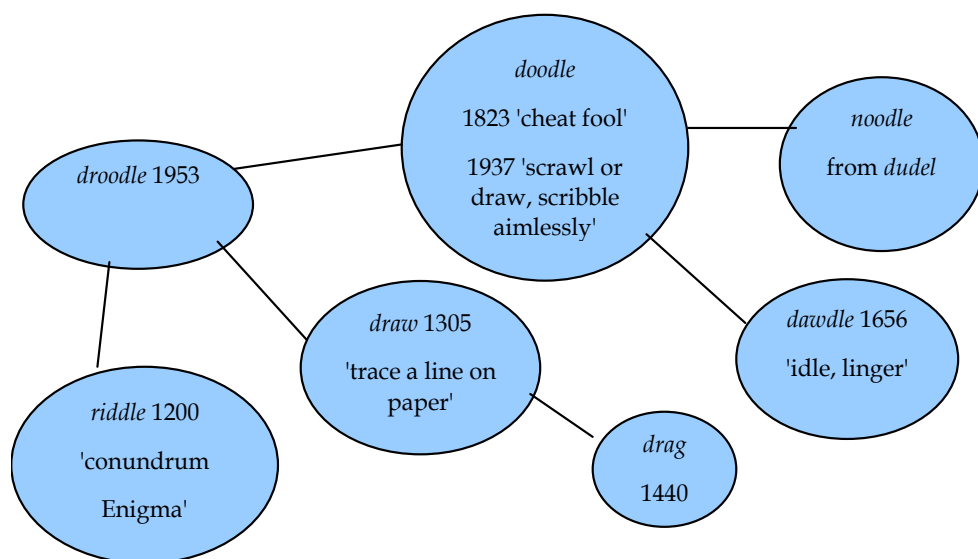 doodle
1823 'cheat fool'
1937 'scrawl or
draw, scribble
aimlessly'
noodle
from dudel
droodle 1953
draw 1305
'trace a line on
paper'
dawdle 1656
'idle, linger'
riddle 1200
'conundrum
Enigma'
drag
1440